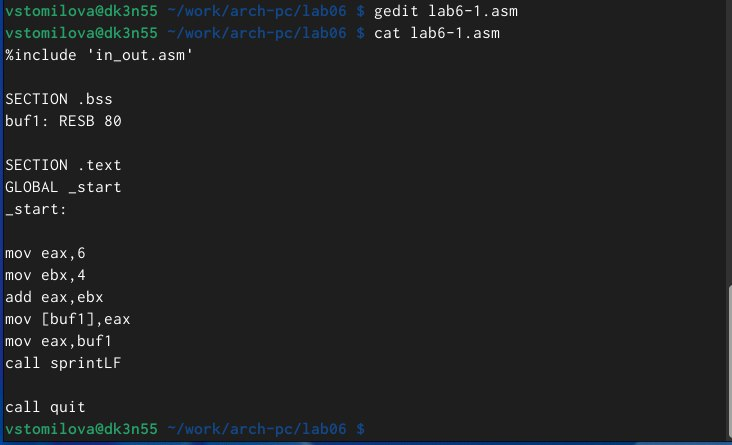 vstomilova@dk3n55 ~/work/arch-pc/lab06 $ gedit lab6-1.asm
vstomilova@dk3n55 ~/work/arch-pc/lab06 $ cat lab6-1.asm
%include 'in_out.asm'
SECTION .bss
buf1: RESB 80
SECTION .text
GLOBAL _start
_start:
mov eax,6
mov ebx,4
add eax,ebx
mov [buf1],eax
mov eax,buf1
call sprintLF
call quit
vstomilova@dk3n55 ~/work/arch-pc/lab06 $